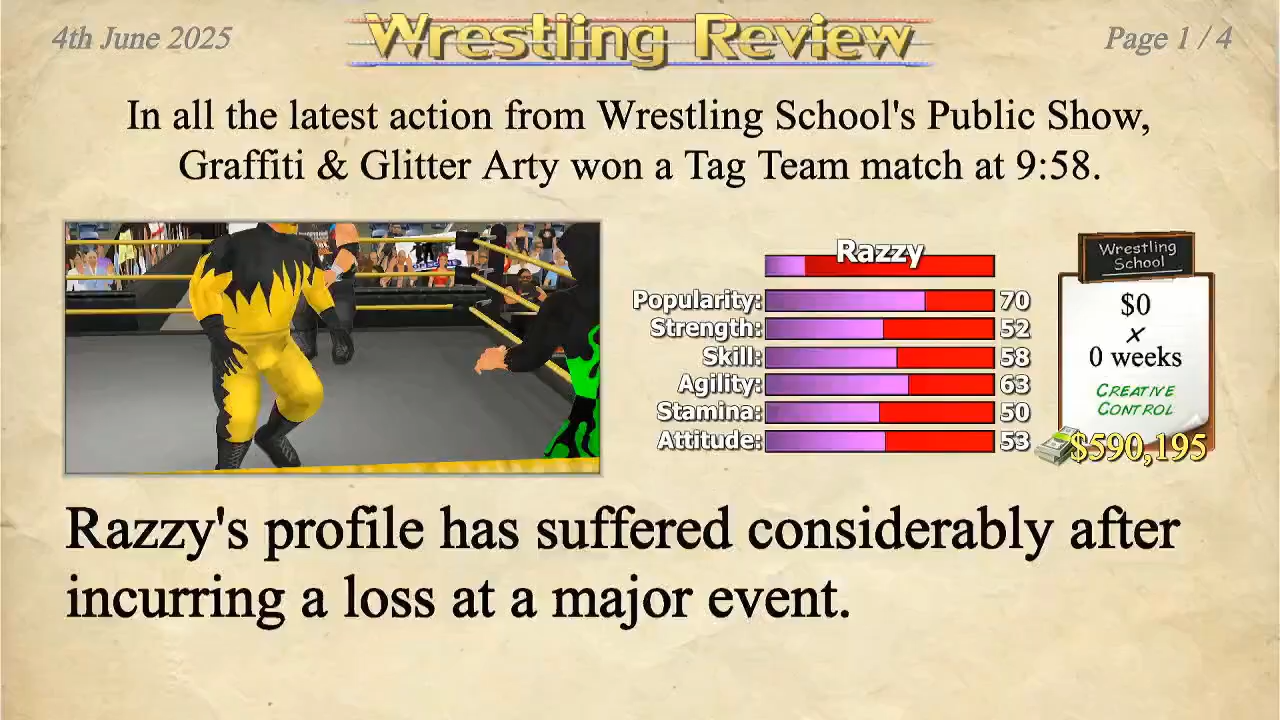 4th June 2025
Wrestling Review
Page 1 / 4
In all the latest action from Wrestling School's Public Show,
Graffiti & Glitter Arty won a Tag Team match at 9:58.
Razzy
Popularity: 70
Strength: 52
Skill: 58
Agility: 63
Stamina: 50
Attitude: 53
Wrestling
School
$0
×
0 weeks
CREATIVE
CONTROL
$590,195
Razzy's profile has suffered considerably after
incurring a loss at a major event.